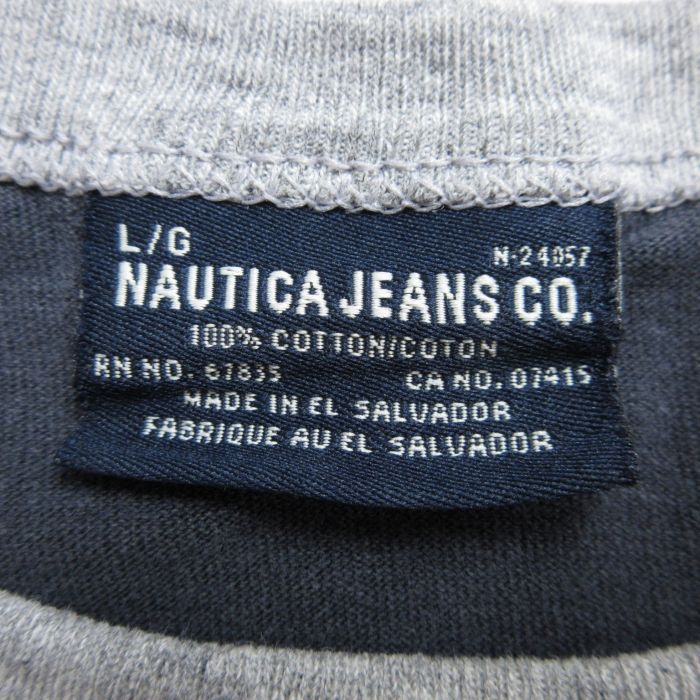 L/G N-24057
NAUTICA JEANS CO.
100% COTTON/COTON
RN NO. 67835 CA NO. 07415
MADE IN EL SALVADOR
FABRIQUE AU EL SALVADOR